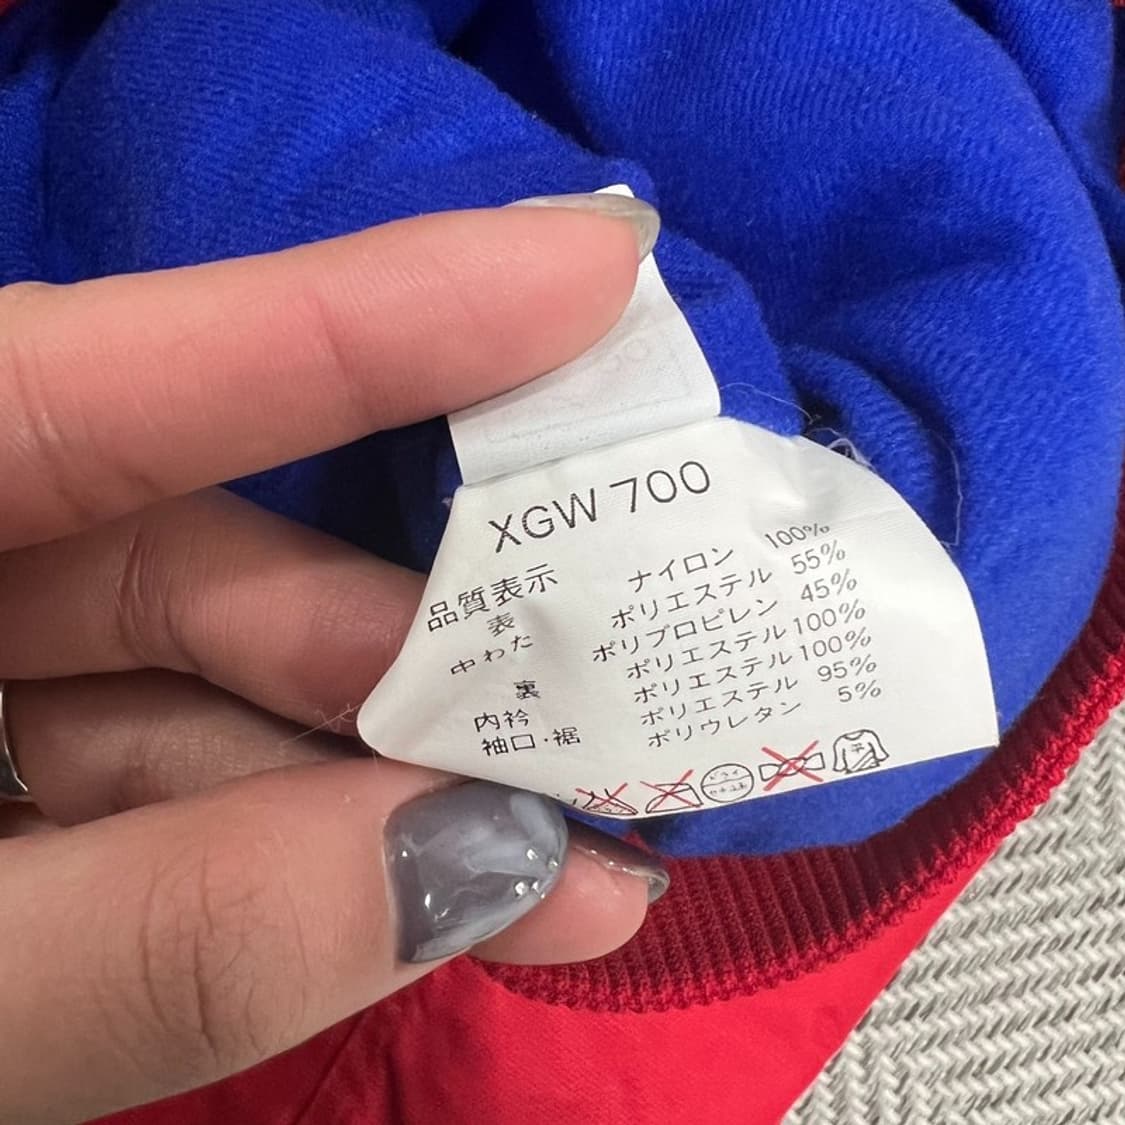 XGW 700
品質表示
表 ナイロン 100%
中わた ポリエステル 55%
ポリプロピレン 45%
裏 ポリエステル 100%
内衿 ポリエステル 100%
袖口・裾 ポリエステル 95%
ポリウレタン 5%